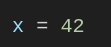 x = 42